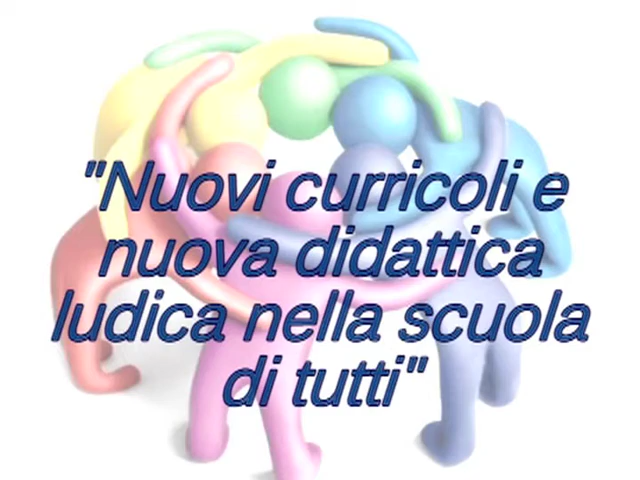 "Nuovi curricoli e
nuova didattica
ludica nella scuola
di tutti"